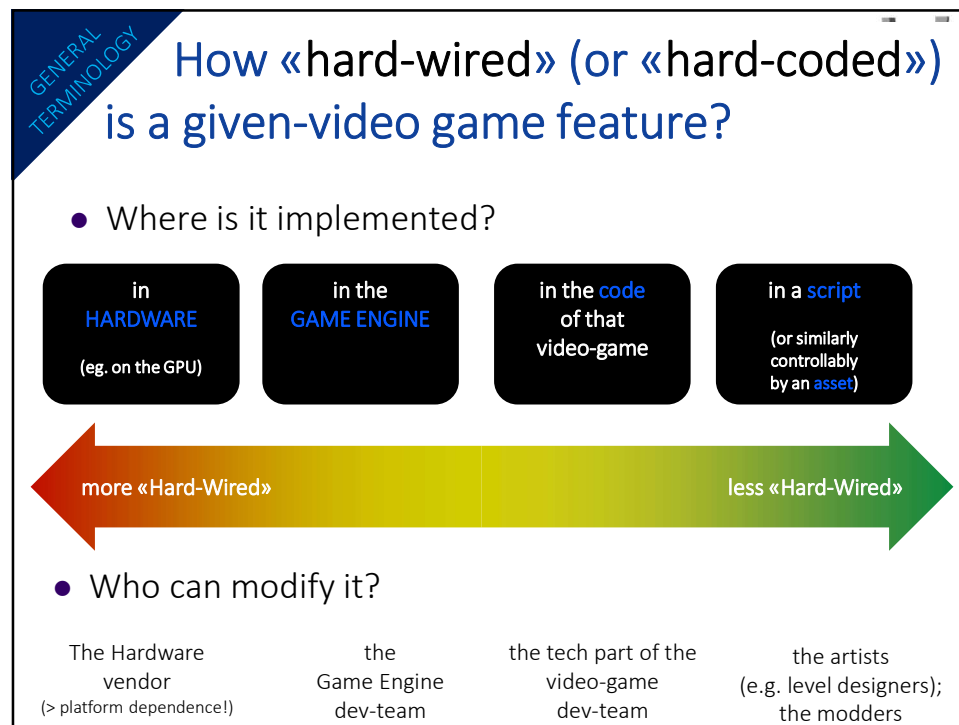 GENERAL
TERMINOLOGY
How «hard-wired» (or «hard-coded»)
is a given-video game feature?
• Where is it implemented?
in
HARDWARE
(eg. on the GPU)
in the
GAME ENGINE
in the code
of that
video-game
in a script
(or similarly
controllably
by an asset)
more «Hard-Wired»
less «Hard-Wired»
• Who can modify it?
The Hardware
vendor
(> platform dependence!)
the
Game Engine
dev-team
the tech part of the
video-game
dev-team
the artists
(e.g. level designers);
the modders